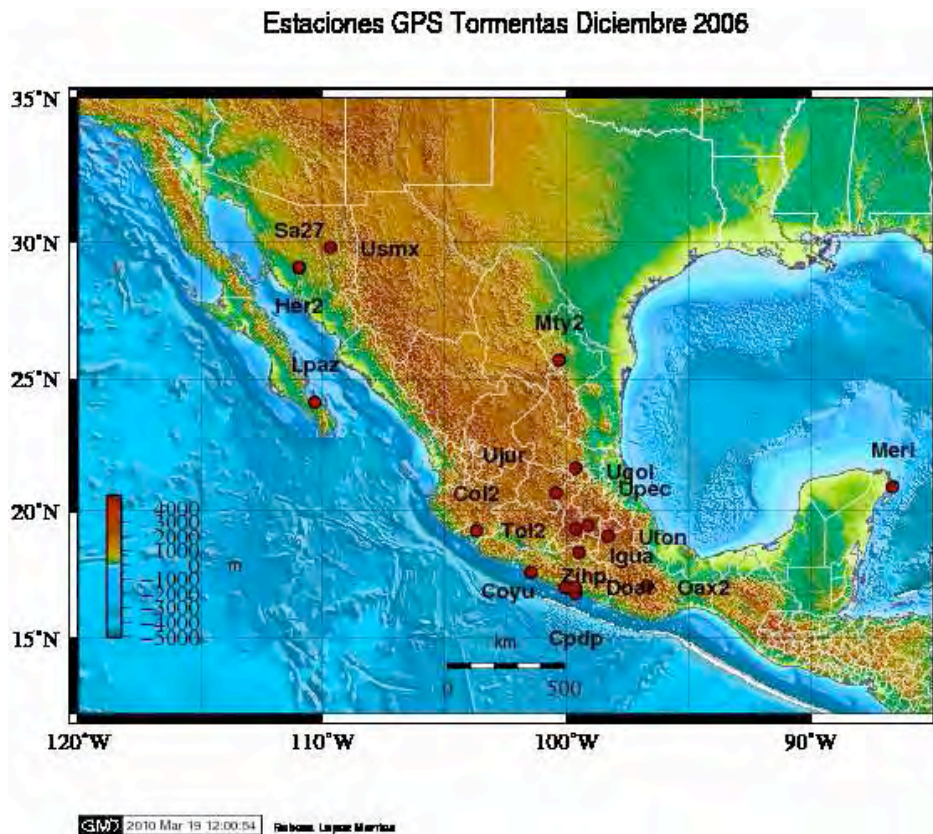 Estaciones GPS Tormentas Diciembre 2006
35°N
Sa27
Usmx
30°N
Her2
Mty2
Lpaz
25°N
Meri
Ujur
Ugol
Upec
Col2
20°N
4000
3000
2000
1000
0
m
-1000
-2000
-3000
-4000
-5000
Tol2
Uton
Igua
Zihp
Doar
Oax2
Coyu
Cpdp
15°N
km
0 500
120°W 110°W 100°W 90°W
GMD 2010 Mar 19 12:00:54